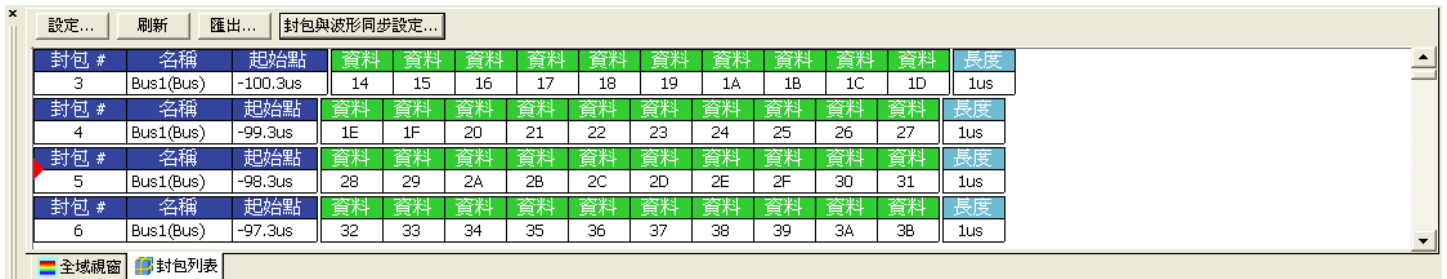 設定... 刷新 匯出... 封包與波形同步設定...
封包 # 名稱 起始點 資料 資料 資料 資料 資料 資料 資料 資料 資料 資料 長度
3 Bus1(Bus) -100.3us 14 15 16 17 18 19 1A 1B 1C 1D 1us
封包 # 名稱 起始點 資料 資料 資料 資料 資料 資料 資料 資料 資料 資料 長度
4 Bus1(Bus) -99.3us 1E 1F 20 21 22 23 24 25 26 27 1us
封包 # 名稱 起始點 資料 資料 資料 資料 資料 資料 資料 資料 資料 資料 長度
5 Bus1(Bus) -98.3us 28 29 2A 2B 2C 2D 2E 2F 30 31 1us
封包 # 名稱 起始點 資料 資料 資料 資料 資料 資料 資料 資料 資料 資料 長度
6 Bus1(Bus) -97.3us 32 33 34 35 36 37 38 39 3A 3B 1us
全域視窗 封包列表